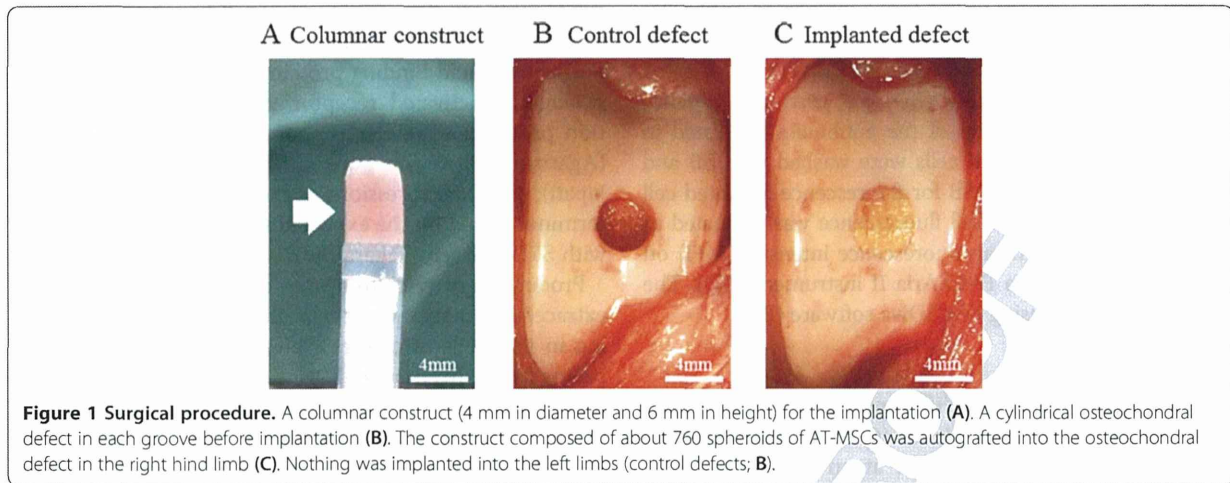 A Columnar construct
B Control defect
C Implanted defect
4mm
4mm
4mm
Figure 1 Surgical procedure. A columnar construct (4 mm in diameter and 6 mm in height) for the implantation (A). A cylindrical osteochondral
defect in each groove before implantation (B). The construct composed of about 760 spheroids of AT-MSCs was autografted into the osteochondral
defect in the right hind limb (C). Nothing was implanted into the left limbs (control defects; B).